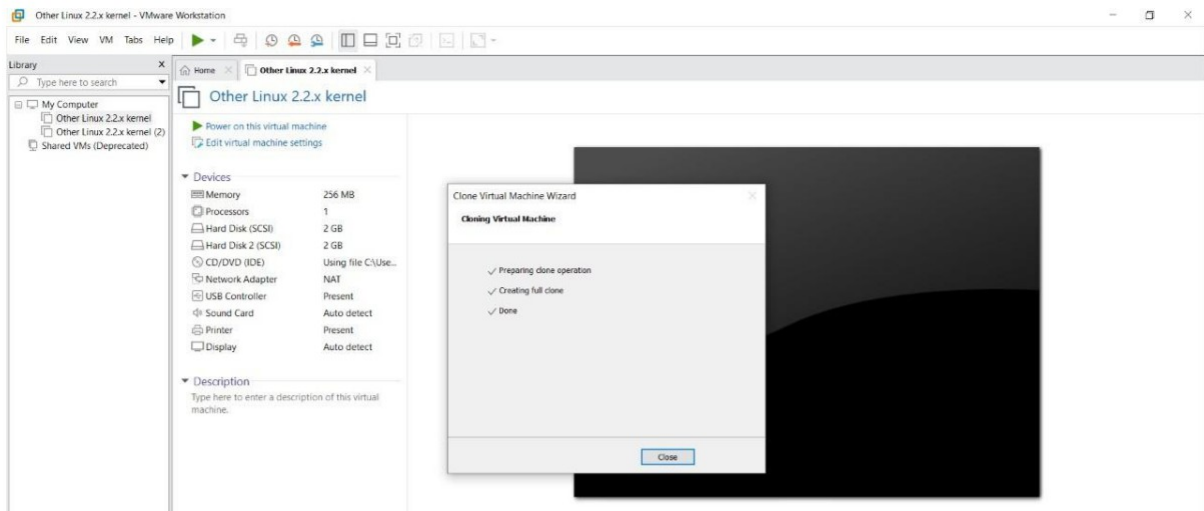 Other Linux 2.2.x kernel - VMware Workstation
File Edit View VM Tabs Help
Library X
Type here to search
My Computer
Other Linux 2.2.x kernel
Other Linux 2.2.x kernel (2)
Shared VMs (Deprecated)
Home
Other Linux 2.2.x kernel
Other Linux 2.2.x kernel
Power on this virtual machine
Edit virtual machine settings
Devices
Memory 256 MB
Processors 1
Hard Disk (SCSI) 2 GB
Hard Disk 2 (SCSI) 2 GB
CD/DVD (IDE) Using file C:\Use...
Network Adapter NAT
USB Controller Present
Sound Card Auto detect
Printer Present
Display Auto detect
Description
Type here to enter a description of this virtual
machine.
Clone Virtual Machine Wizard
Cloning Virtual Machine
Preparing clone operation
Creating full clone
Done
Close